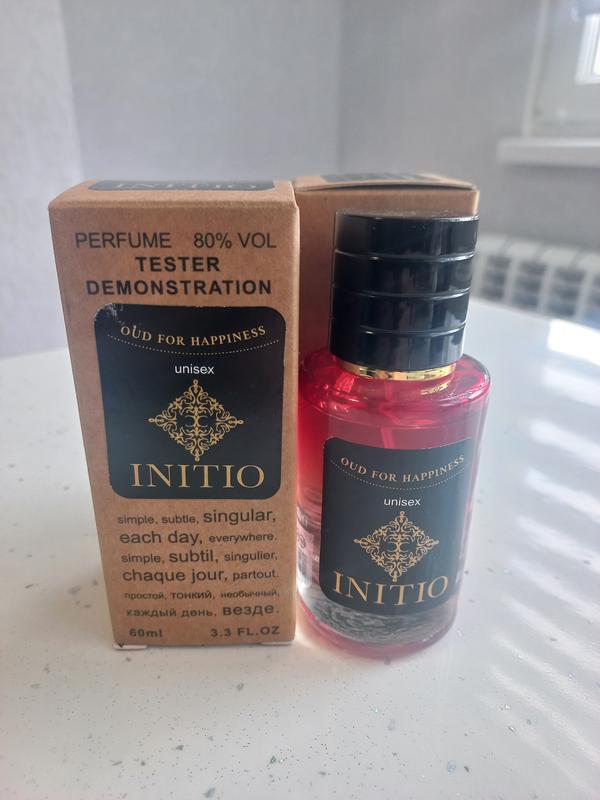 INITIO
PERFUME 80% VOL
TESTER
DEMONSTRATION
OUD FOR HAPPINESS
unisex
INITIO
simple, subtle, singular,
each day, everywhere.
simple, subtil, singulier,
chaque jour, partout.
простой, тонкий, необычный,
каждый день, везде.
60ml 3.3 FL.OZ
OUD FOR HAPPINESS
unisex
INITIO